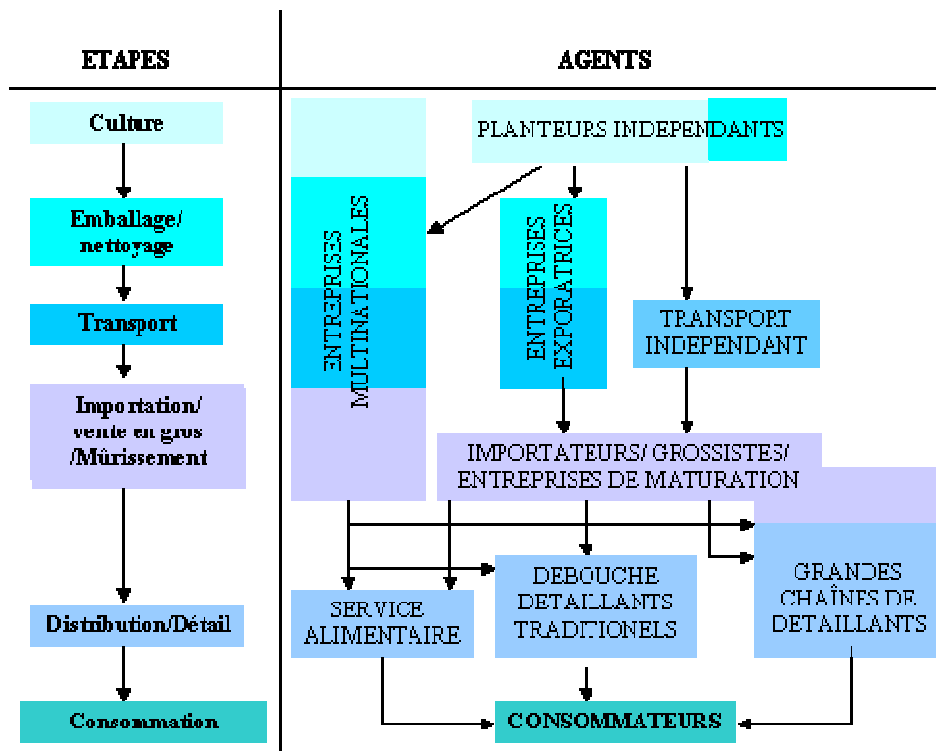 ETAPES
AGENTS
Culture
Emballage/
nettoyage
Transport
Importation/
vente en gros
/Mûrissement
Distribution/Détail
Consommation
PLANTEURS INDEPENDANTS
ENTREPRISES
MULTINATIONALES
ENTREPRISES
EXPORATRICES
TRANSPORT
INDEPENDANT
IMPORTATEURS/ GROSSISTES/
ENTREPRISES DE MATURATION
SERVICE
ALIMENTAIRE
DEBOUCHE
DETAILLANTS
TRADITIONELS
GRANDES
CHAÎNES DE
DETAILLANTS
CONSOMMATEURS